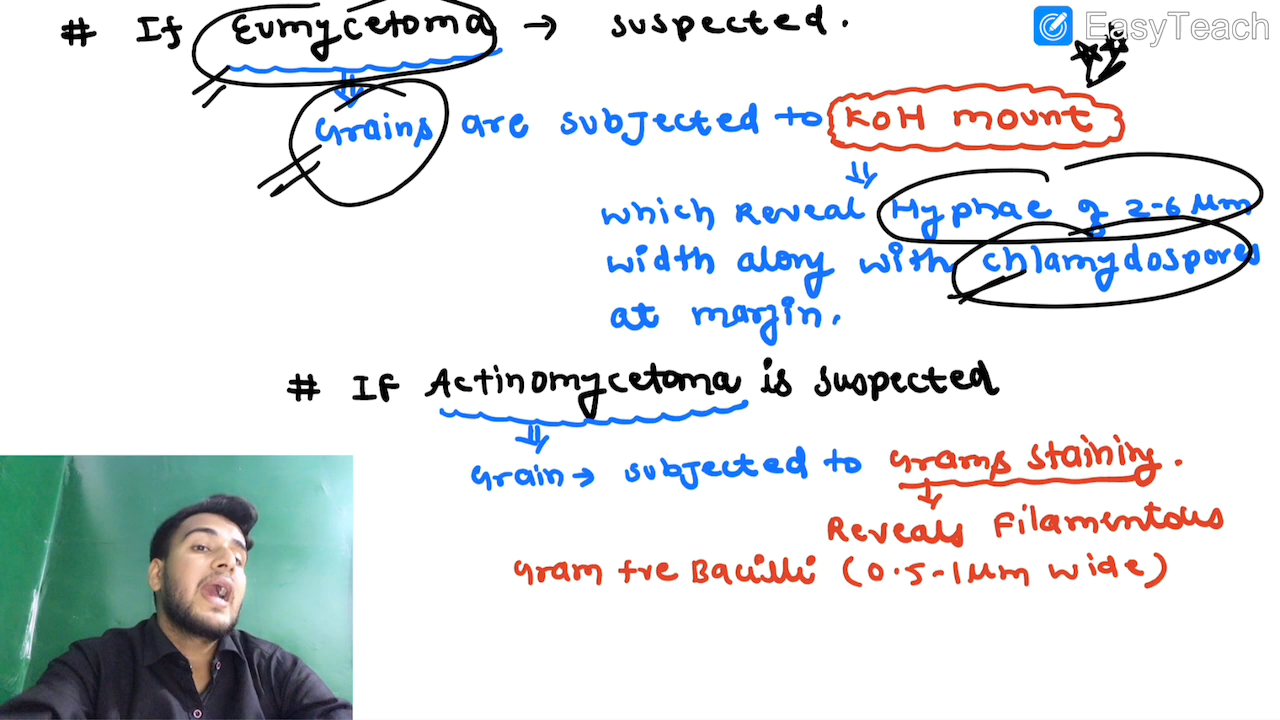 EasyTeach
# If Eumycetoma → suspected.
Grains are subjected to KOH mount
which Reveal Hyphae of 2-6 μm
width along with chlamydospores
at margin.
# IF Actinomycetoma is suspected
Grain → subjected to Grams Staining.
Reveals Filamentous
Gram +ve Bacilli (0.5-1μm wide)